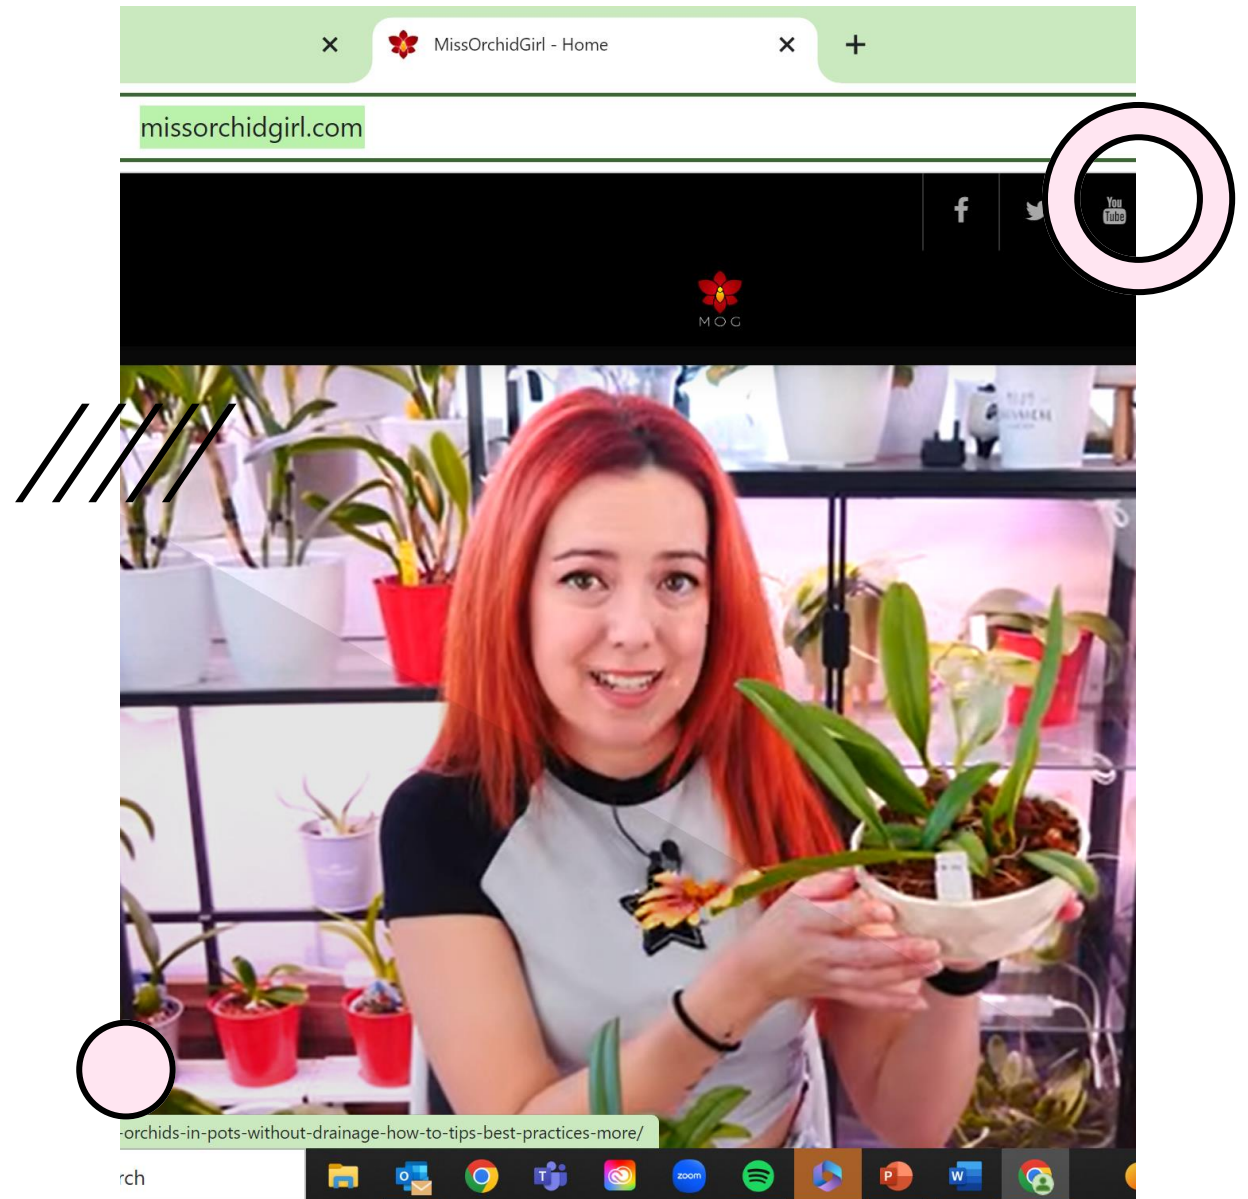 MissOrchidGirl - Home
missorchidgirl.com
You
Tube
MOG
-orchids-in-pots-without-drainage-how-to-tips-best-practices-more/
rch
zoom